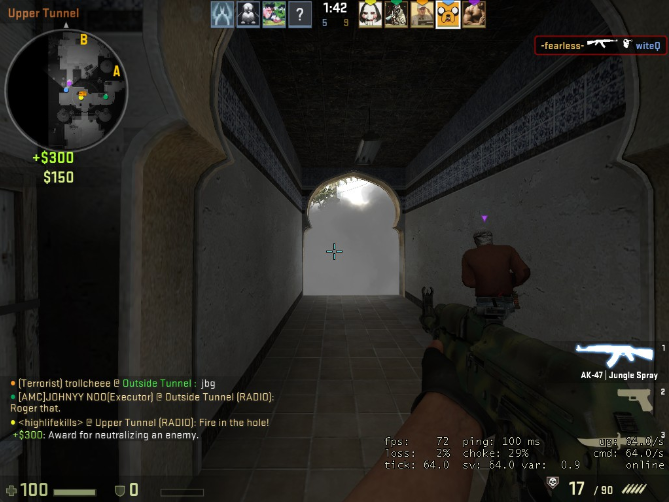 Upper Tunnel
B
A
?
1:42
5 9
-fearless- witeQ
+$300
$150
1
AK-47 | Jungle Spray
2
3
● [Terrorist] trollcheee @ Outside Tunnel : jbg
● [AMC]JOHNYY NOD[Executor] @ Outside Tunnel (RADIO):
Roger that.
● <highlifekills> @ Upper Tunnel (RADIO): Fire in the hole!
+$300: Award for neutralizing an enemy.
fps: 72 ping: 100 ms
loss: 2% choke: 29% cmd: 64.0/s
tick: 64.0 sv: 64.0 var: 0.9 online
100 0
17 / 90